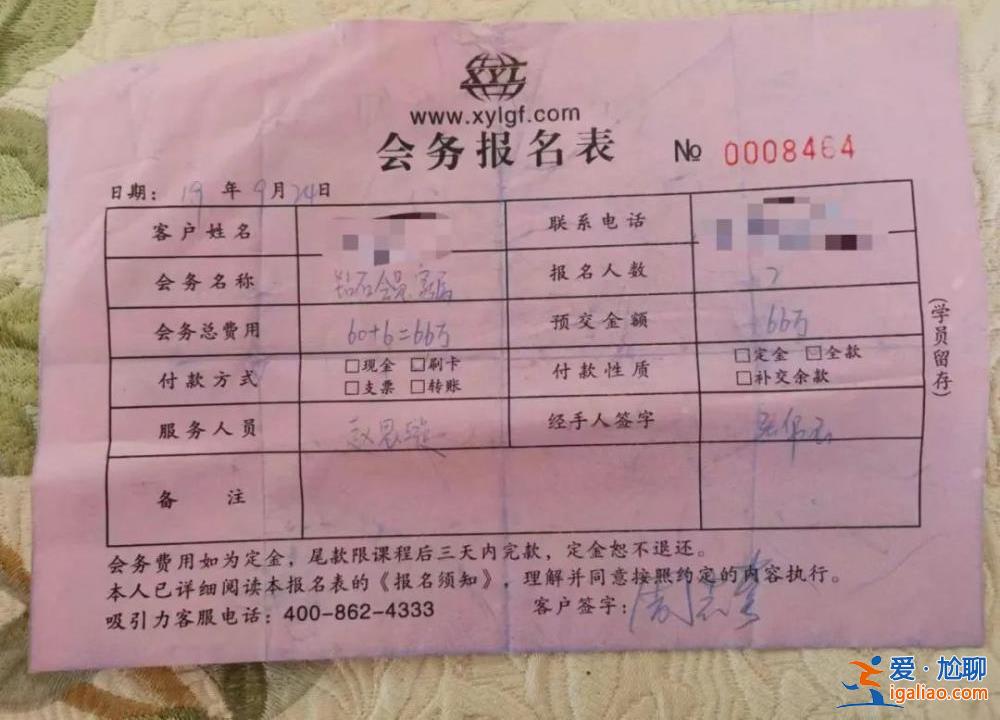 XYL
www.xylgf.com
会务报名表 № 0008464
日期: 19 年 9 月 24 日
客户姓名 联系电话
会务名称 钻石会员 报名人数
会务总费用 60+6=66万 预交金额 66万
付款方式 □现金 □刷卡 □支票 □转账 付款性质 □定金 □全款 □补交余款
服务人员 经手人签字
备 注
(学员留存)
会务费用如为定金，尾款限课程后三天内完款，定金恕不退还。
本人已详细阅读本报名表的《报名须知》，理解并同意按照约定的内容执行。
吸引力客服电话：400-862-4333 客户签字：
爱·尬聊
igaliao.com